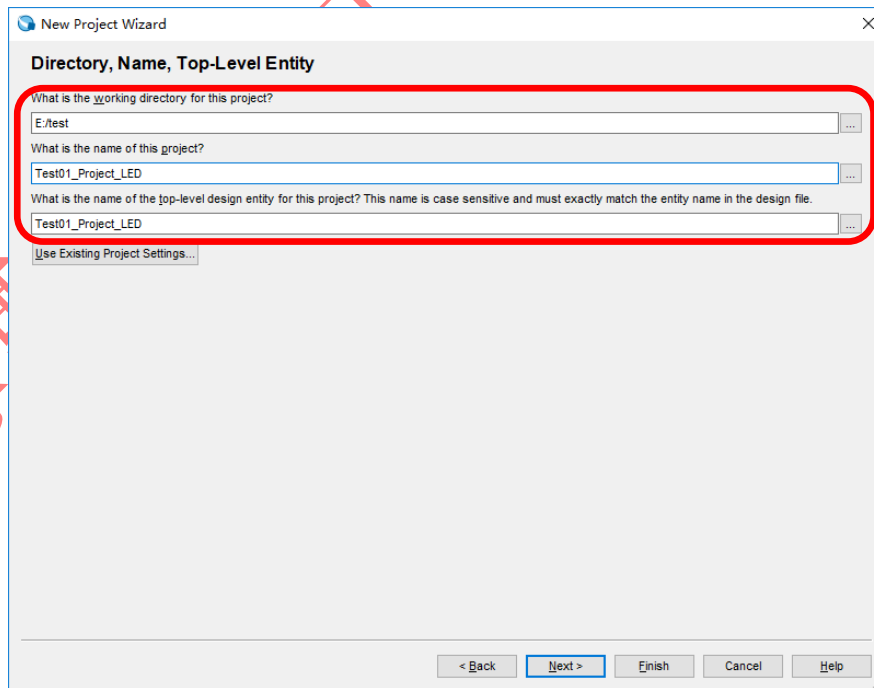 New Project Wizard
Directory, Name, Top-Level Entity
What is the working directory for this project?
E:/test
...
What is the name of this project?
Test01_Project_LED
...
What is the name of the top-level design entity for this project? This name is case sensitive and must exactly match the entity name in the design file.
Test01_Project_LED
...
Use Existing Project Settings...
< Back
Next >
Finish
Cancel
Help